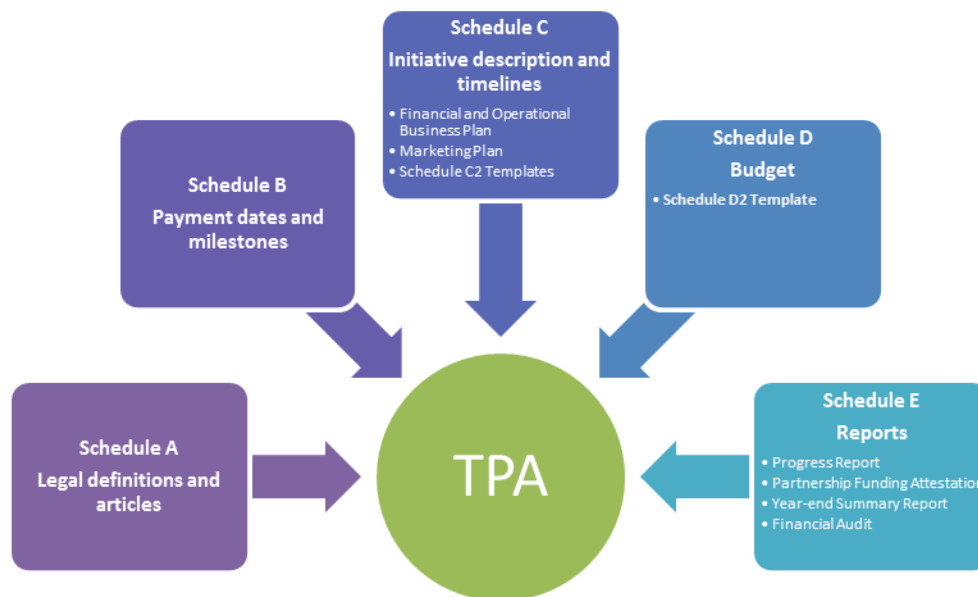 Schedule C
Initiative description and
timelines
• Financial and Operational
Business Plan
• Marketing Plan
• Schedule C2 Templates
Schedule B
Payment dates and
milestones
Schedule D
Budget
• Schedule D2 Template
Schedule A
Legal definitions and
articles
TPA
Schedule E
Reports
• Progress Report
• Partnership Funding Attestation
• Year-end Summary Report
• Financial Audit